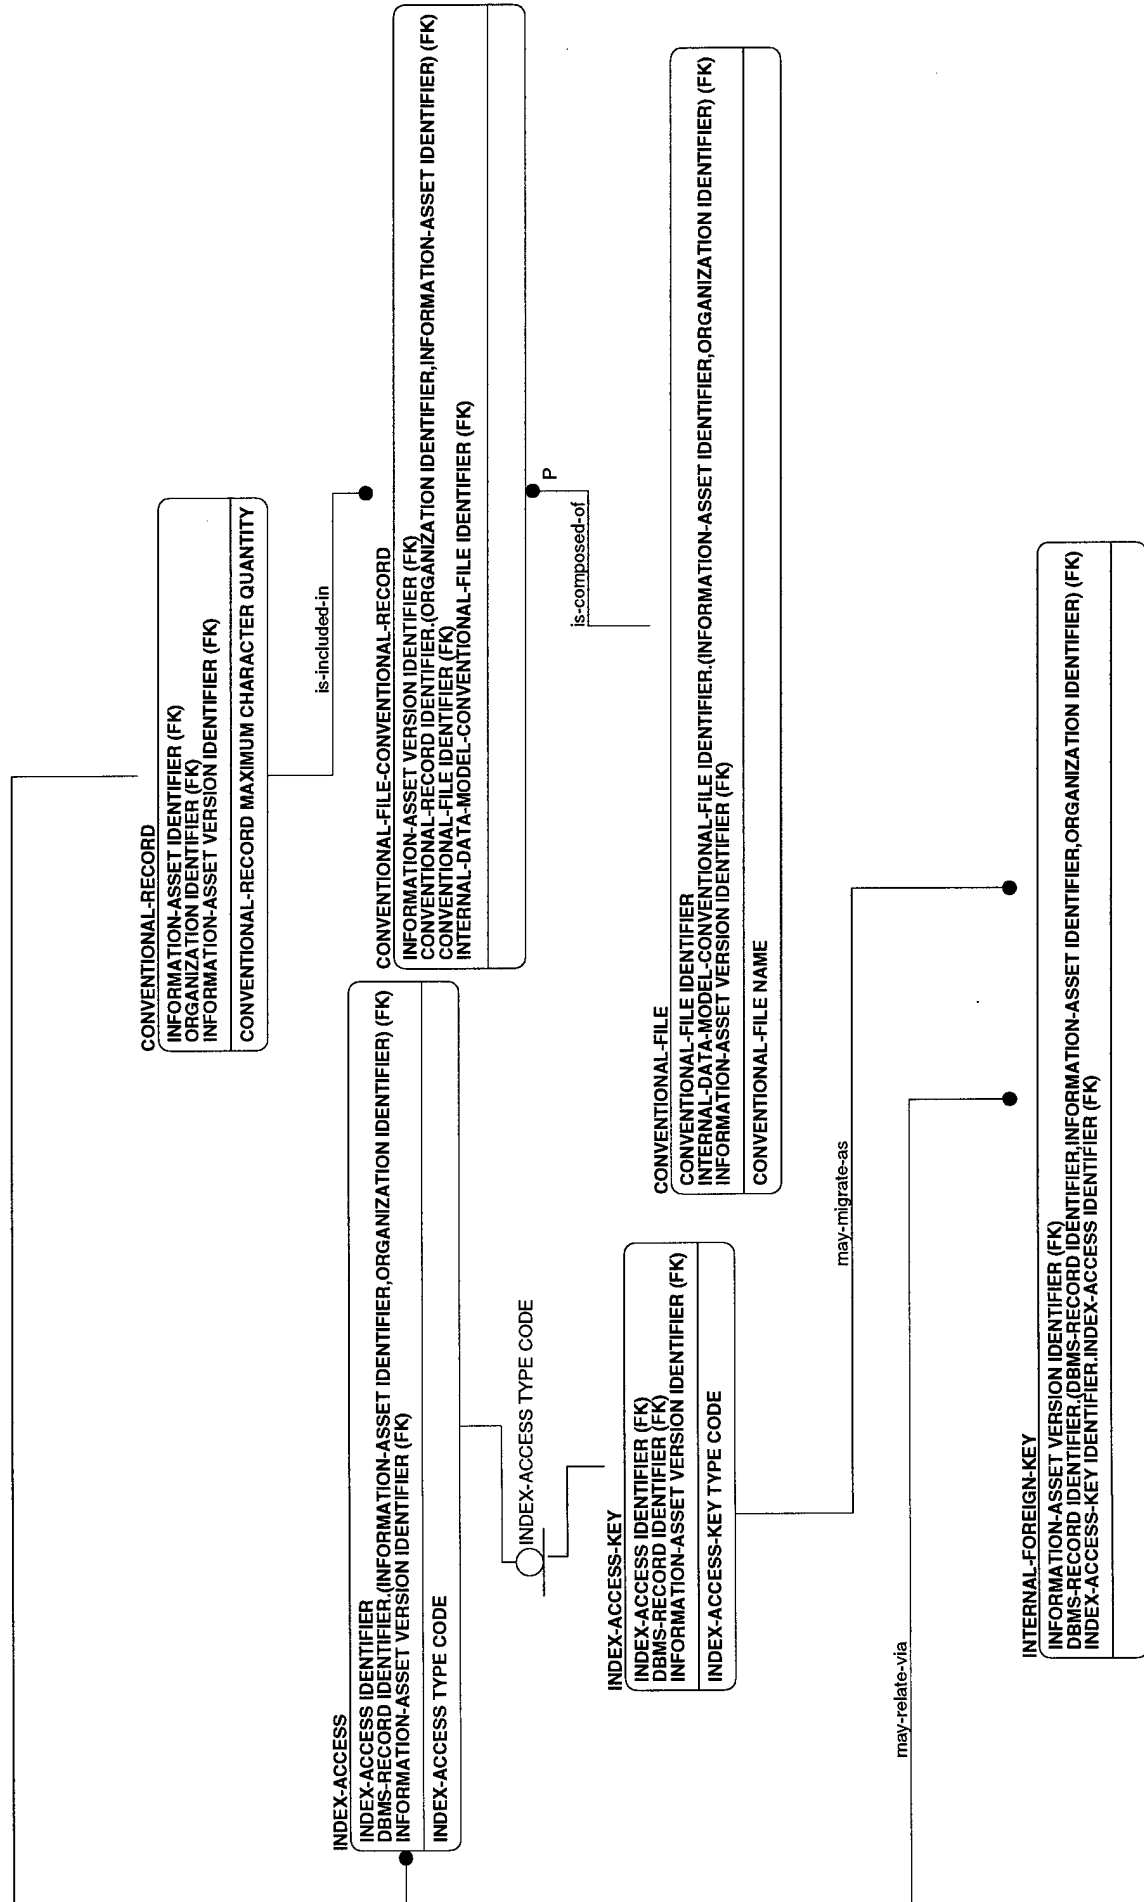 CONVENTIONAL-RECORD
INFORMATION-ASSET IDENTIFIER (FK)
ORGANIZATION IDENTIFIER (FK)
INFORMATION-ASSET VERSION IDENTIFIER (FK)
CONVENTIONAL-RECORD MAXIMUM CHARACTER QUANTITY
is-included-in
INDEX-ACCESS
INDEX-ACCESS IDENTIFIER
DBMS-RECORD IDENTIFIER.(INFORMATION-ASSET IDENTIFIER,ORGANIZATION IDENTIFIER) (FK)
INFORMATION-ASSET VERSION IDENTIFIER (FK)
INDEX-ACCESS TYPE CODE
CONVENTIONAL-FILE-CONVENTIONAL-RECORD
INFORMATION-ASSET VERSION IDENTIFIER (FK)
CONVENTIONAL-RECORD IDENTIFIER.(ORGANIZATION IDENTIFIER,INFORMATION-ASSET IDENTIFIER) (FK)
CONVENTIONAL-FILE IDENTIFIER (FK)
INTERNAL-DATA-MODEL-CONVENTIONAL-FILE IDENTIFIER (FK)
INDEX-ACCESS TYPE CODE
P
is-composed-of
INDEX-ACCESS-KEY
INDEX-ACCESS IDENTIFIER (FK)
DBMS-RECORD IDENTIFIER (FK)
INFORMATION-ASSET VERSION IDENTIFIER (FK)
INDEX-ACCESS-KEY TYPE CODE
CONVENTIONAL-FILE
CONVENTIONAL-FILE IDENTIFIER
INTERNAL-DATA-MODEL-CONVENTIONAL-FILE IDENTIFIER.(INFORMATION-ASSET IDENTIFIER,ORGANIZATION IDENTIFIER) (FK)
INFORMATION-ASSET VERSION IDENTIFIER (FK)
CONVENTIONAL-FILE NAME
may-migrate-as
may-relate-via
INTERNAL-FOREIGN-KEY
INFORMATION-ASSET VERSION IDENTIFIER (FK)
DBMS-RECORD IDENTIFIER.(DBMS-RECORD IDENTIFIER,INFORMATION-ASSET IDENTIFIER,ORGANIZATION IDENTIFIER) (FK)
INDEX-ACCESS-KEY IDENTIFIER.INDEX-ACCESS IDENTIFIER (FK)